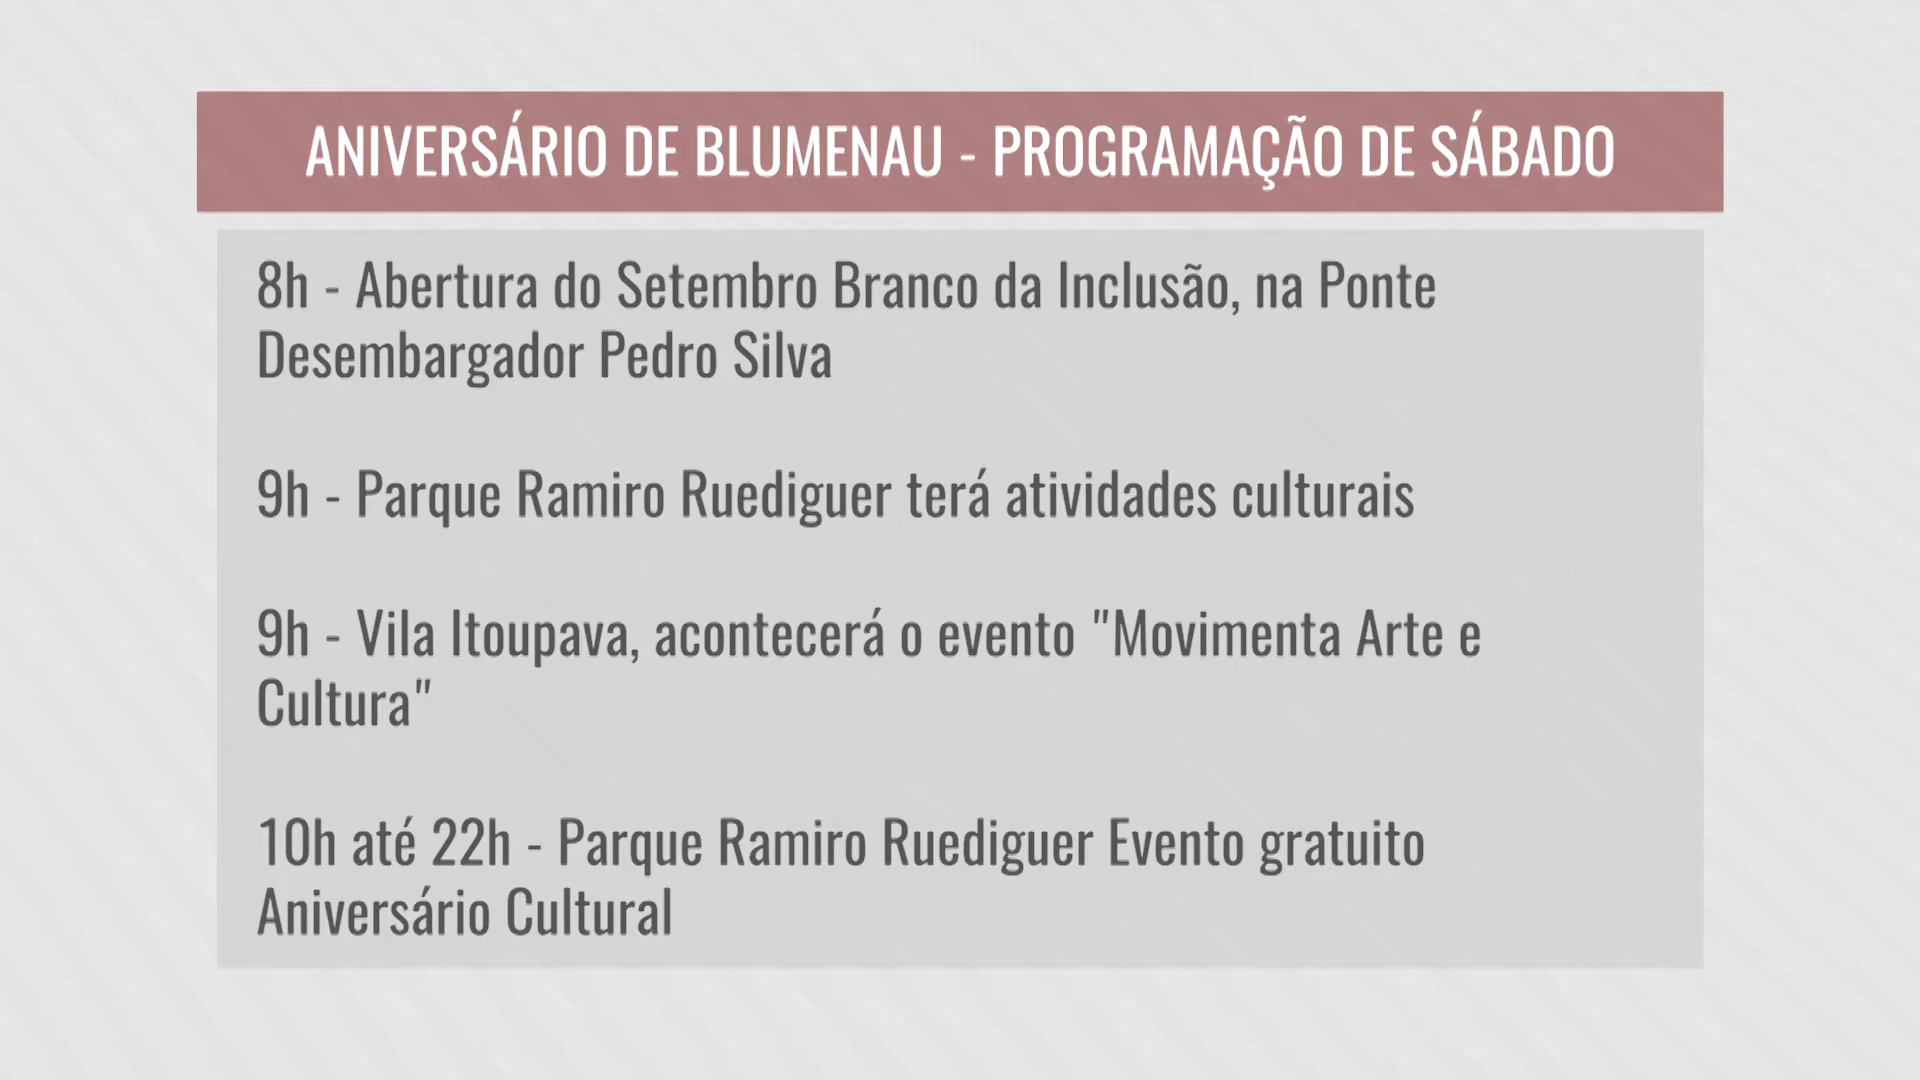 ANIVERSÁRIO DE BLUMENAU - PROGRAMAÇÃO DE SÁBADO
8h - Abertura do Setembro Branco da Inclusão, na Ponte
Desembargador Pedro Silva
9h - Parque Ramiro Ruediguer terá atividades culturais
9h - Vila Itoupava, acontecerá o evento "Movimenta Arte e
Cultura"
10h até 22h - Parque Ramiro Ruediguer Evento gratuito
Aniversário Cultural